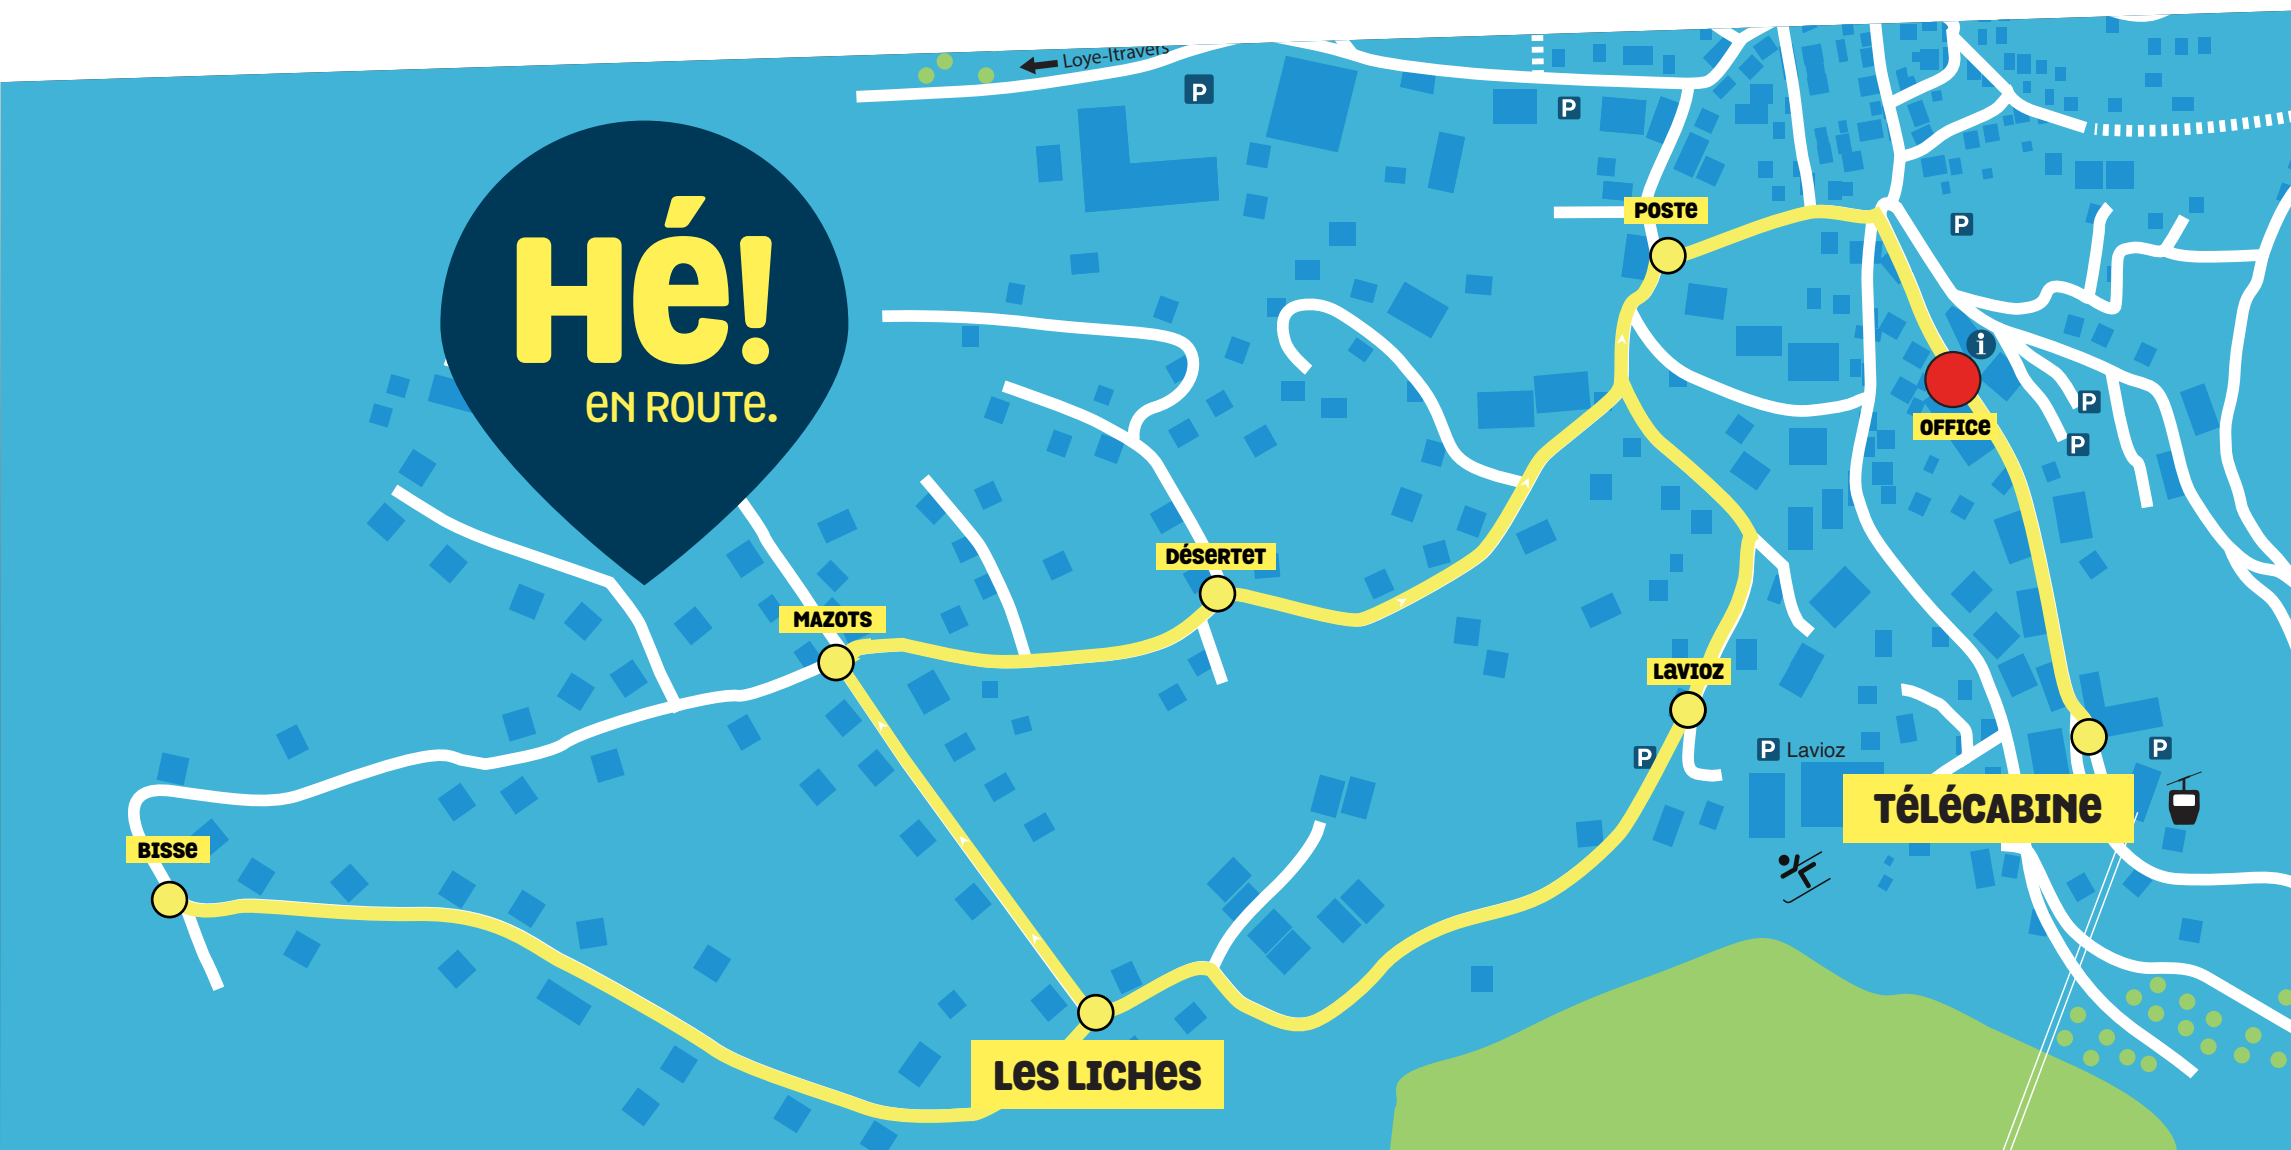 Loye-Itravers
P
P
Hé!
en route.
Poste
P
i
Office
P
P
Désertet
Mazots
Lavioz
P
P Lavioz
P
Télécabine
Bisse
Les Liches